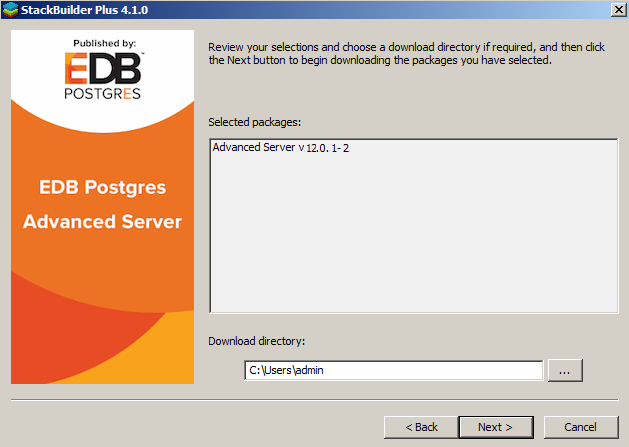 StackBuilder Plus 4.1.0
Published by:
EDB™
POSTGRES
EDB Postgres
Advanced Server
Review your selections and choose a download directory if required, and then click
the Next button to begin downloading the packages you have selected.
Selected packages:
Advanced Server v 12.0. 1- 2
Download directory:
C:\Users\admin
...
< Back
Next >
Cancel